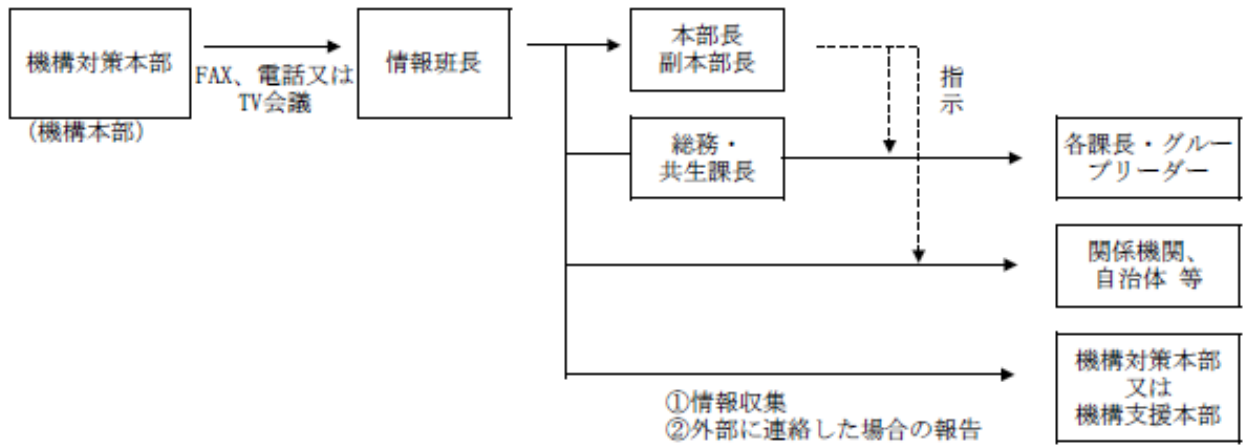 機構対策本部
(機構本部)
FAX、電話又は
TV会議
情報班長
本部長
副本部長
指
示
総務・
共生課長
各課長・グルー
プリーダー
関係機関、
自治体 等
機構対策本部
又は
機構支援本部
①情報収集
②外部に連絡した場合の報告